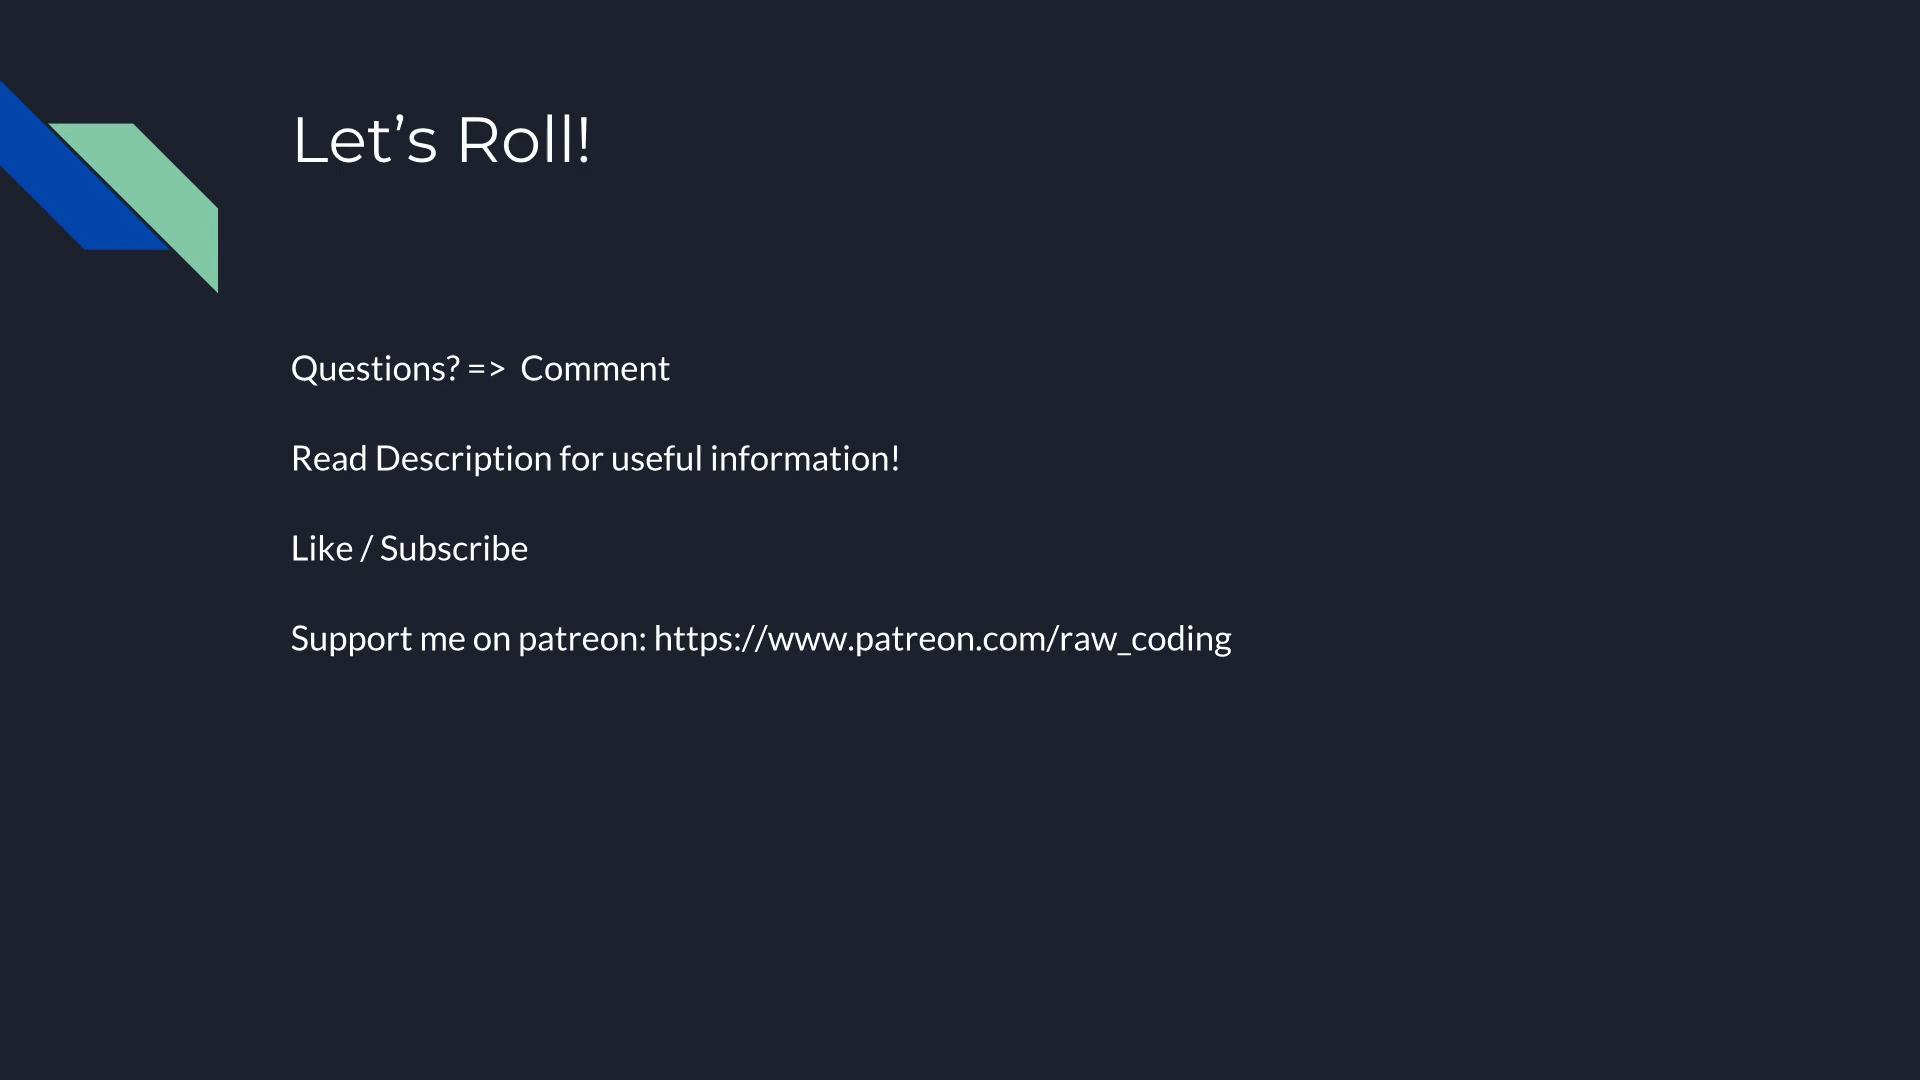 Let’s Roll!
Questions? => Comment
Read Description for useful information!
Like / Subscribe
Support me on patreon: https://www.patreon.com/raw_coding